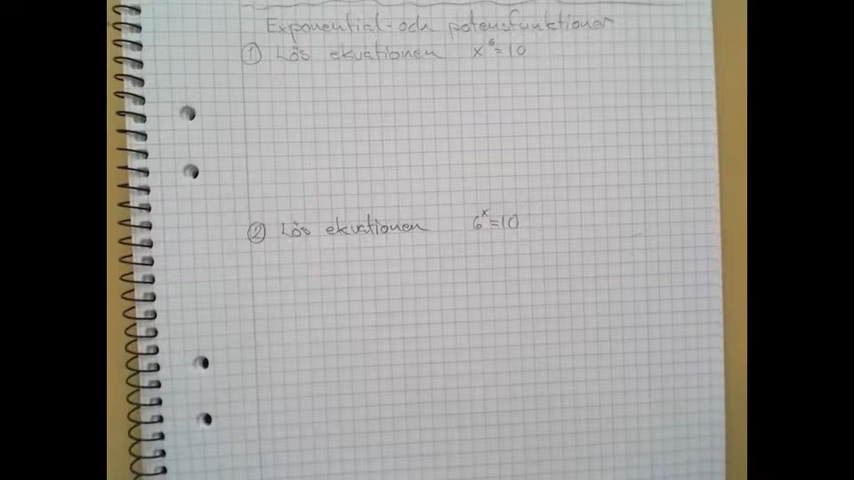 Exponential- och potensfunktioner
① Lös ekvationen x⁶=10
② Lös ekvationen 6ˣ=10